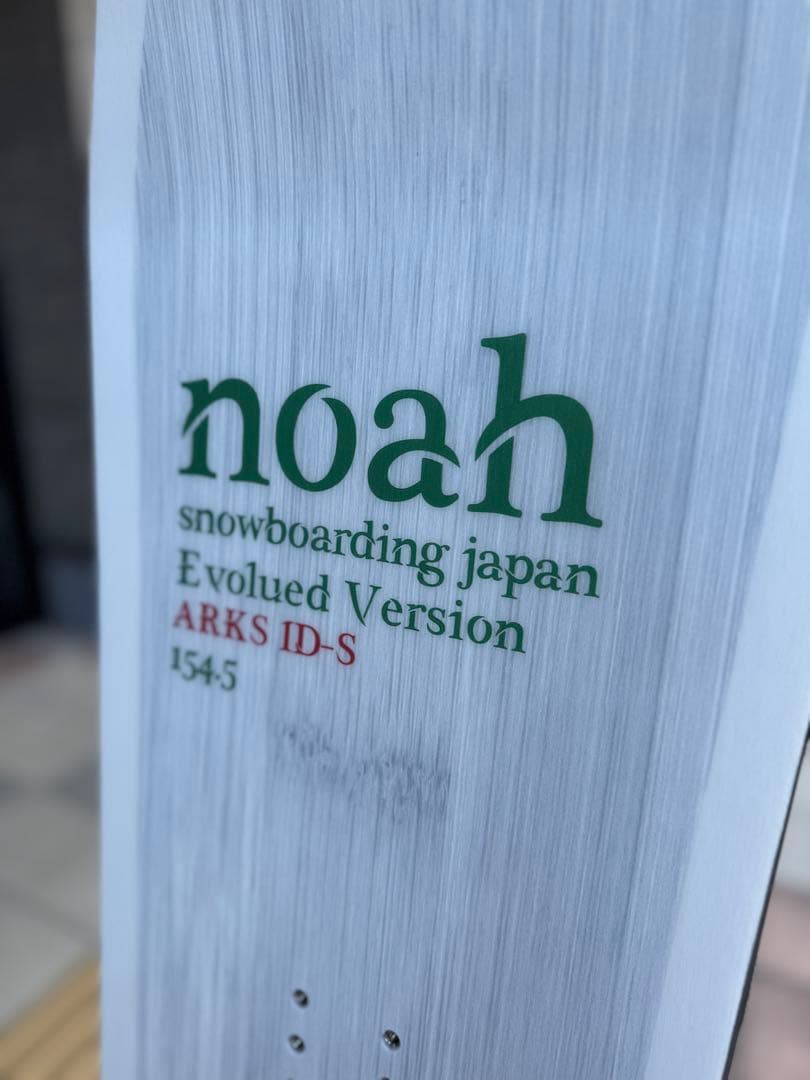 noah
snowboarding japan
Evolued Version
ARKS ID-S
154.5